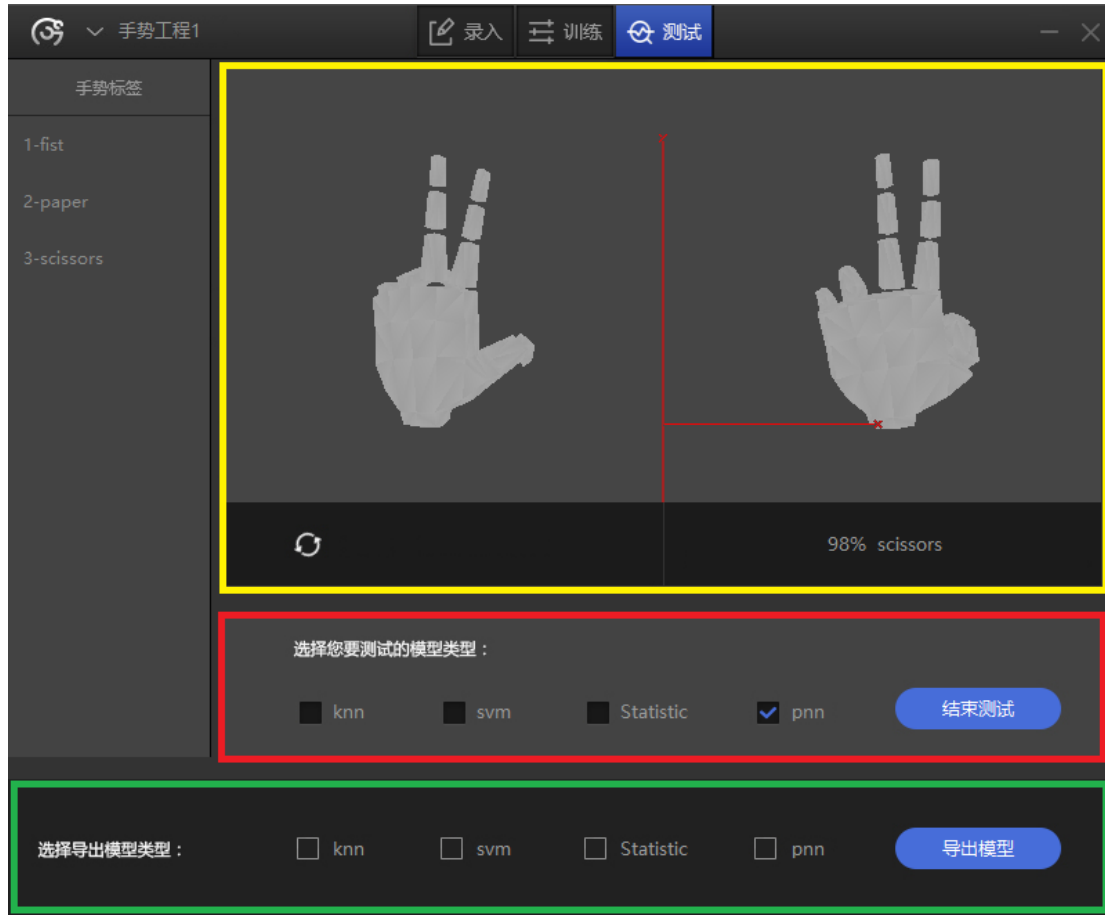 手势工程1
录入
训练
测试
手势标签
1-fist
2-paper
3-scissors
98% scissors
选择您要测试的模型类型：
knn
svm
Statistic
pnn
结束测试
选择导出模型类型：
knn
svm
Statistic
pnn
导出模型